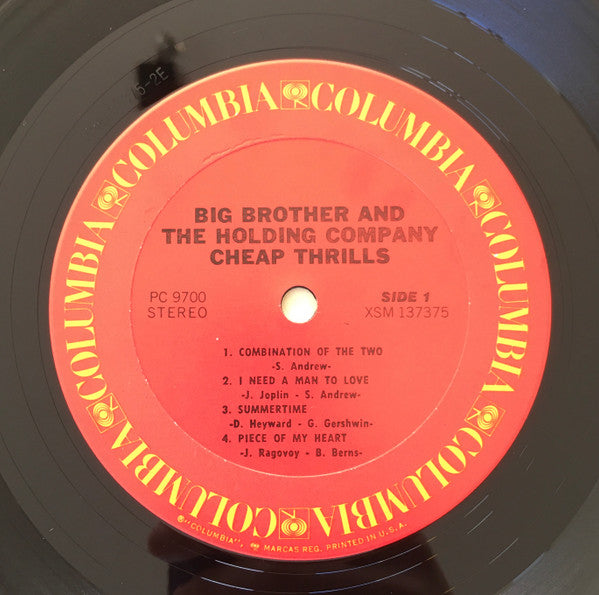 5-2E
COLUMBIA COLUMBIA COLUMBIA COLUMBIA COLUMBIA COLUMBIA
BIG BROTHER AND
THE HOLDING COMPANY
CHEAP THRILLS
PC 9700 SIDE 1
STEREO XSM 137375
1. COMBINATION OF THE TWO
-S. Andrew-
2. I NEED A MAN TO LOVE
-J. Joplin - S. Andrew-
3. SUMMERTIME
-D. Heyward - G. Gershwin-
4. PIECE OF MY HEART
-J. Ragovoy - B. Berns-
℗"COLUMBIA", MARCAS REG. PRINTED IN U.S.A.